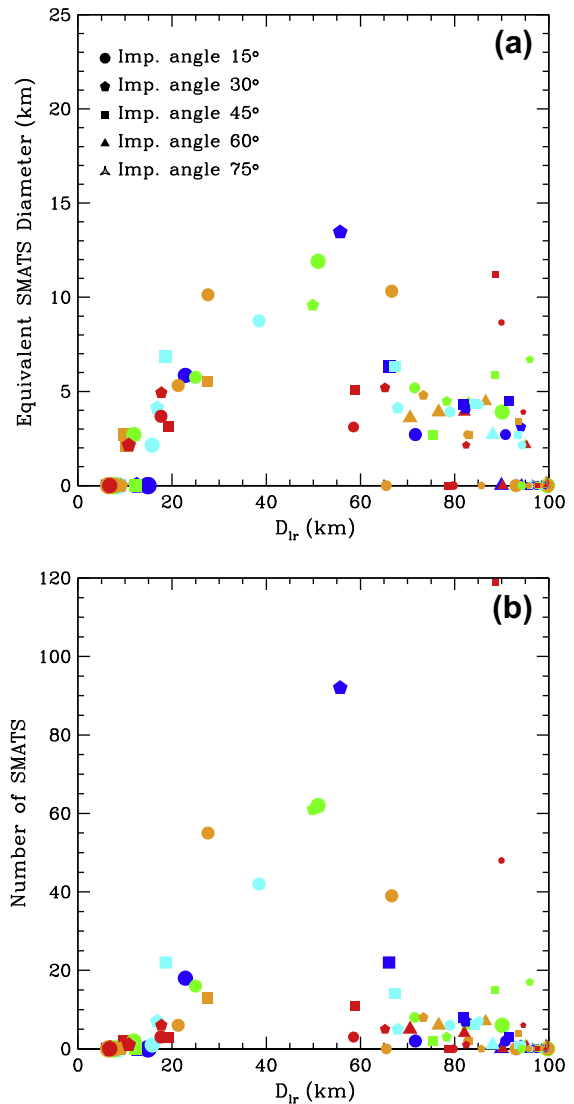 (a)
Imp. angle 15°
Imp. angle 30°
Imp. angle 45°
Imp. angle 60°
Imp. angle 75°
25
20
15
10
5
0
Equivalent SMATS Diameter (km)
0 20 40 60 80 100
D_lr (km)
(b)
120
100
80
60
40
20
0
Number of SMATS
0 20 40 60 80 100
D_lr (km)